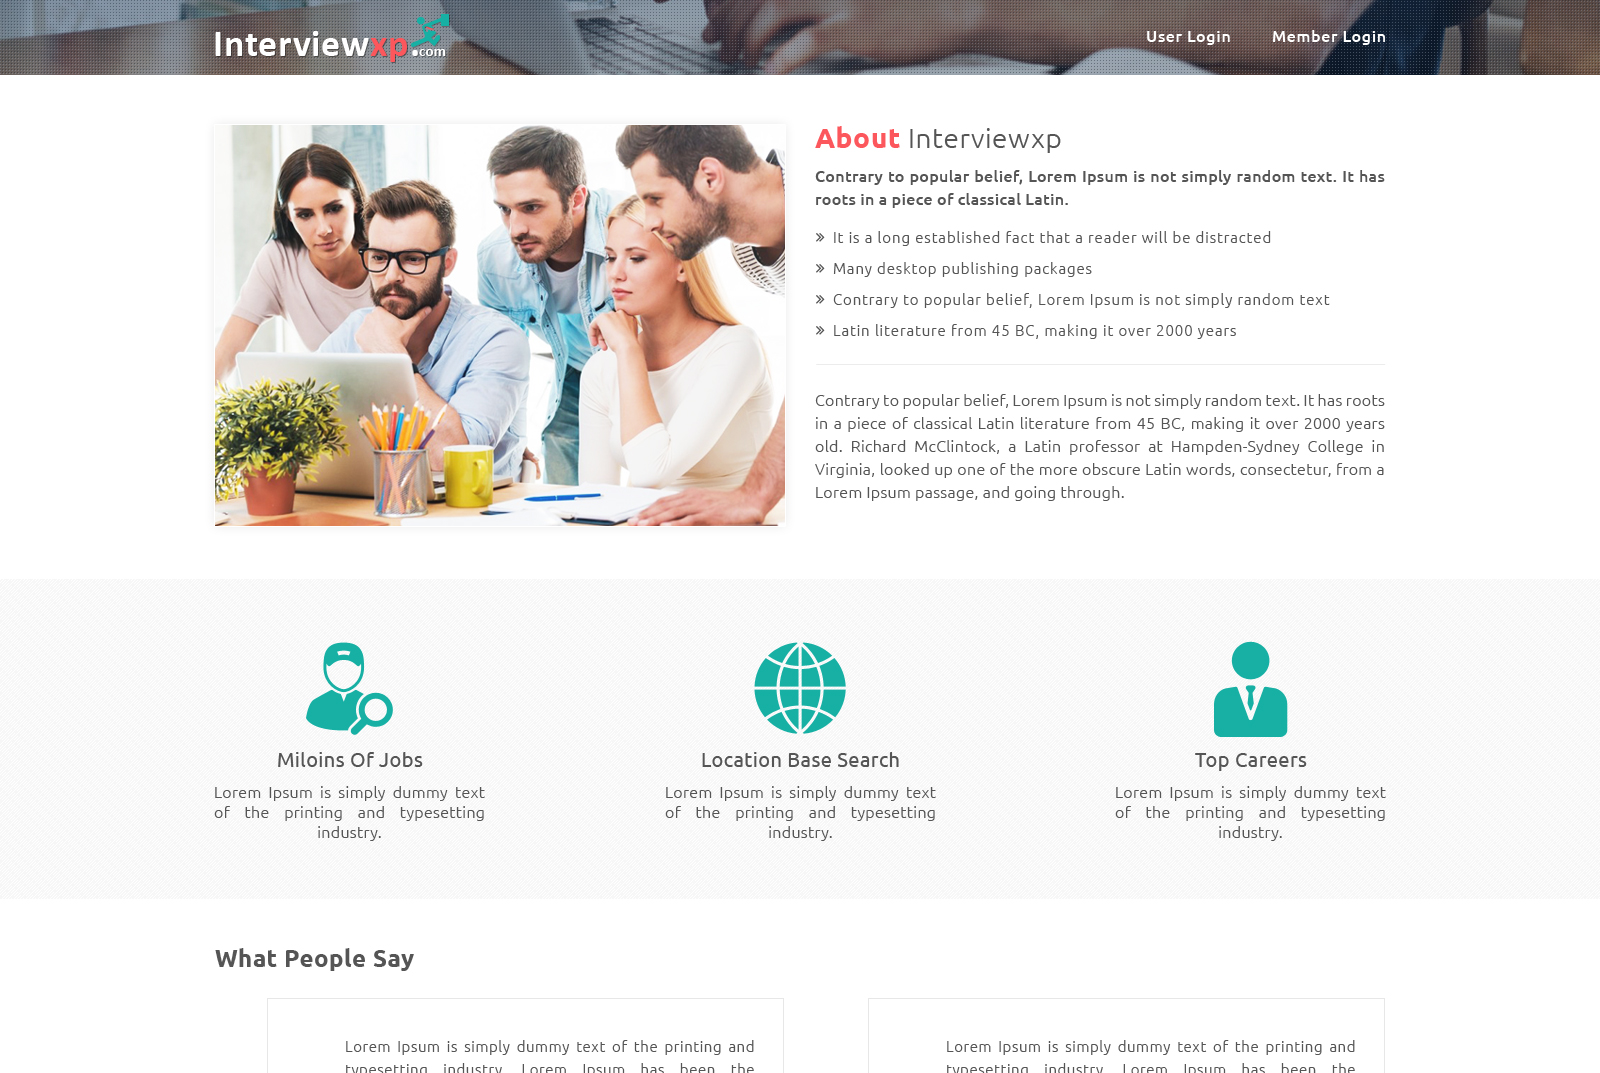 Interviewxp.com
User Login
Member Login
About Interviewxp
Contrary to popular belief, Lorem Ipsum is not simply random text. It has
roots in a piece of classical Latin.
» It is a long established fact that a reader will be distracted
» Many desktop publishing packages
» Contrary to popular belief, Lorem Ipsum is not simply random text
» Latin literature from 45 BC, making it over 2000 years
Contrary to popular belief, Lorem Ipsum is not simply random text. It has roots
in a piece of classical Latin literature from 45 BC, making it over 2000 years
old. Richard McClintock, a Latin professor at Hampden-Sydney College in
Virginia, looked up one of the more obscure Latin words, consectetur, from a
Lorem Ipsum passage, and going through.
Miloins Of Jobs
Lorem Ipsum is simply dummy text
of the printing and typesetting
industry.
Location Base Search
Lorem Ipsum is simply dummy text
of the printing and typesetting
industry.
Top Careers
Lorem Ipsum is simply dummy text
of the printing and typesetting
industry.
What People Say
Lorem Ipsum is simply dummy text of the printing and
typesetting industry. Lorem Ipsum has been the
Lorem Ipsum is simply dummy text of the printing and
typesetting industry. Lorem Ipsum has been the